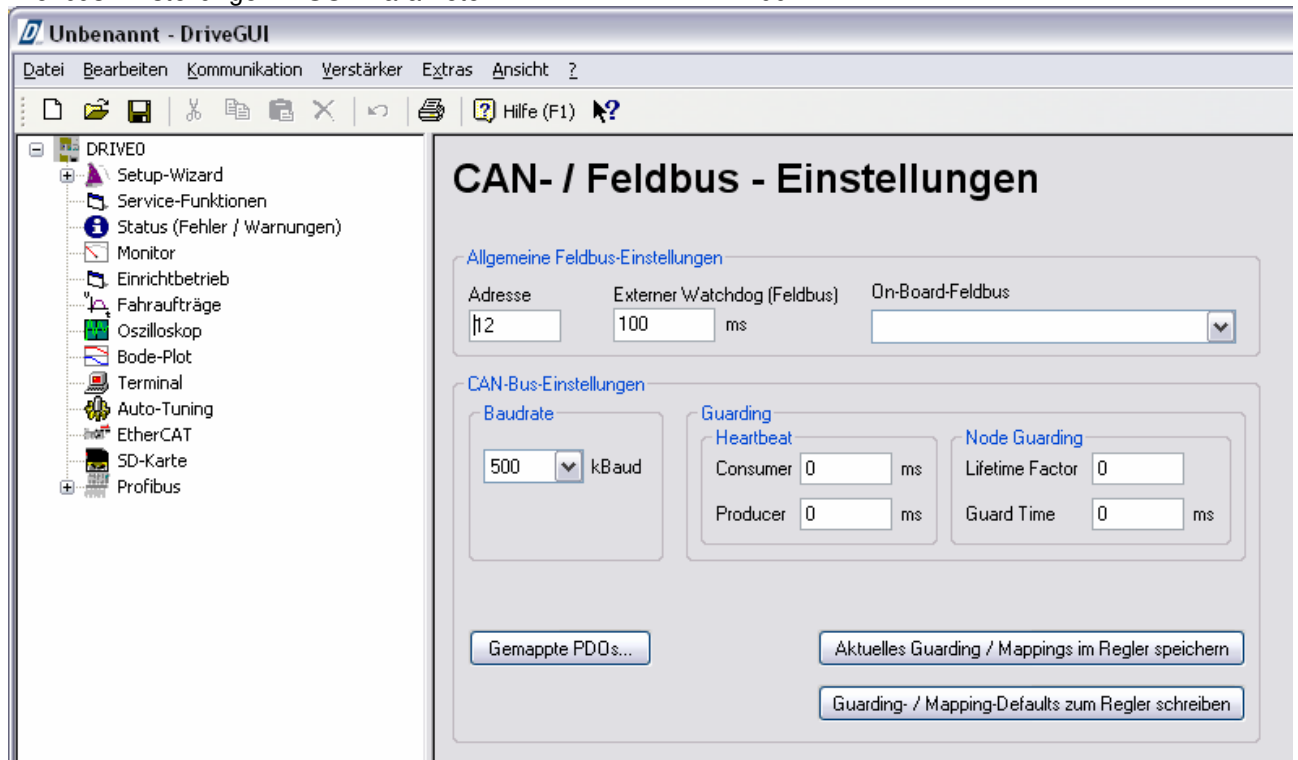 Unbenannt - DriveGUI
Datei Bearbeiten Kommunikation Verstärker Extras Ansicht ?
Hilfe (F1)
DRIVE0
Setup-Wizard
Service-Funktionen
Status (Fehler / Warnungen)
Monitor
Einrichtbetrieb
Fahraufträge
Oszilloskop
Bode-Plot
Terminal
Auto-Tuning
EtherCAT
SD-Karte
Profibus
CAN- / Feldbus - Einstellungen
Allgemeine Feldbus-Einstellungen
Adresse Externer Watchdog (Feldbus) On-Board-Feldbus
12 100 ms
CAN-Bus-Einstellungen
Baudrate Guarding
Heartbeat Node Guarding
500 kBaud Consumer 0 ms Lifetime Factor 0
Producer 0 ms Guard Time 0 ms
Gemappte PDOs... Aktuelles Guarding / Mappings im Regler speichern
Guarding- / Mapping-Defaults zum Regler schreiben